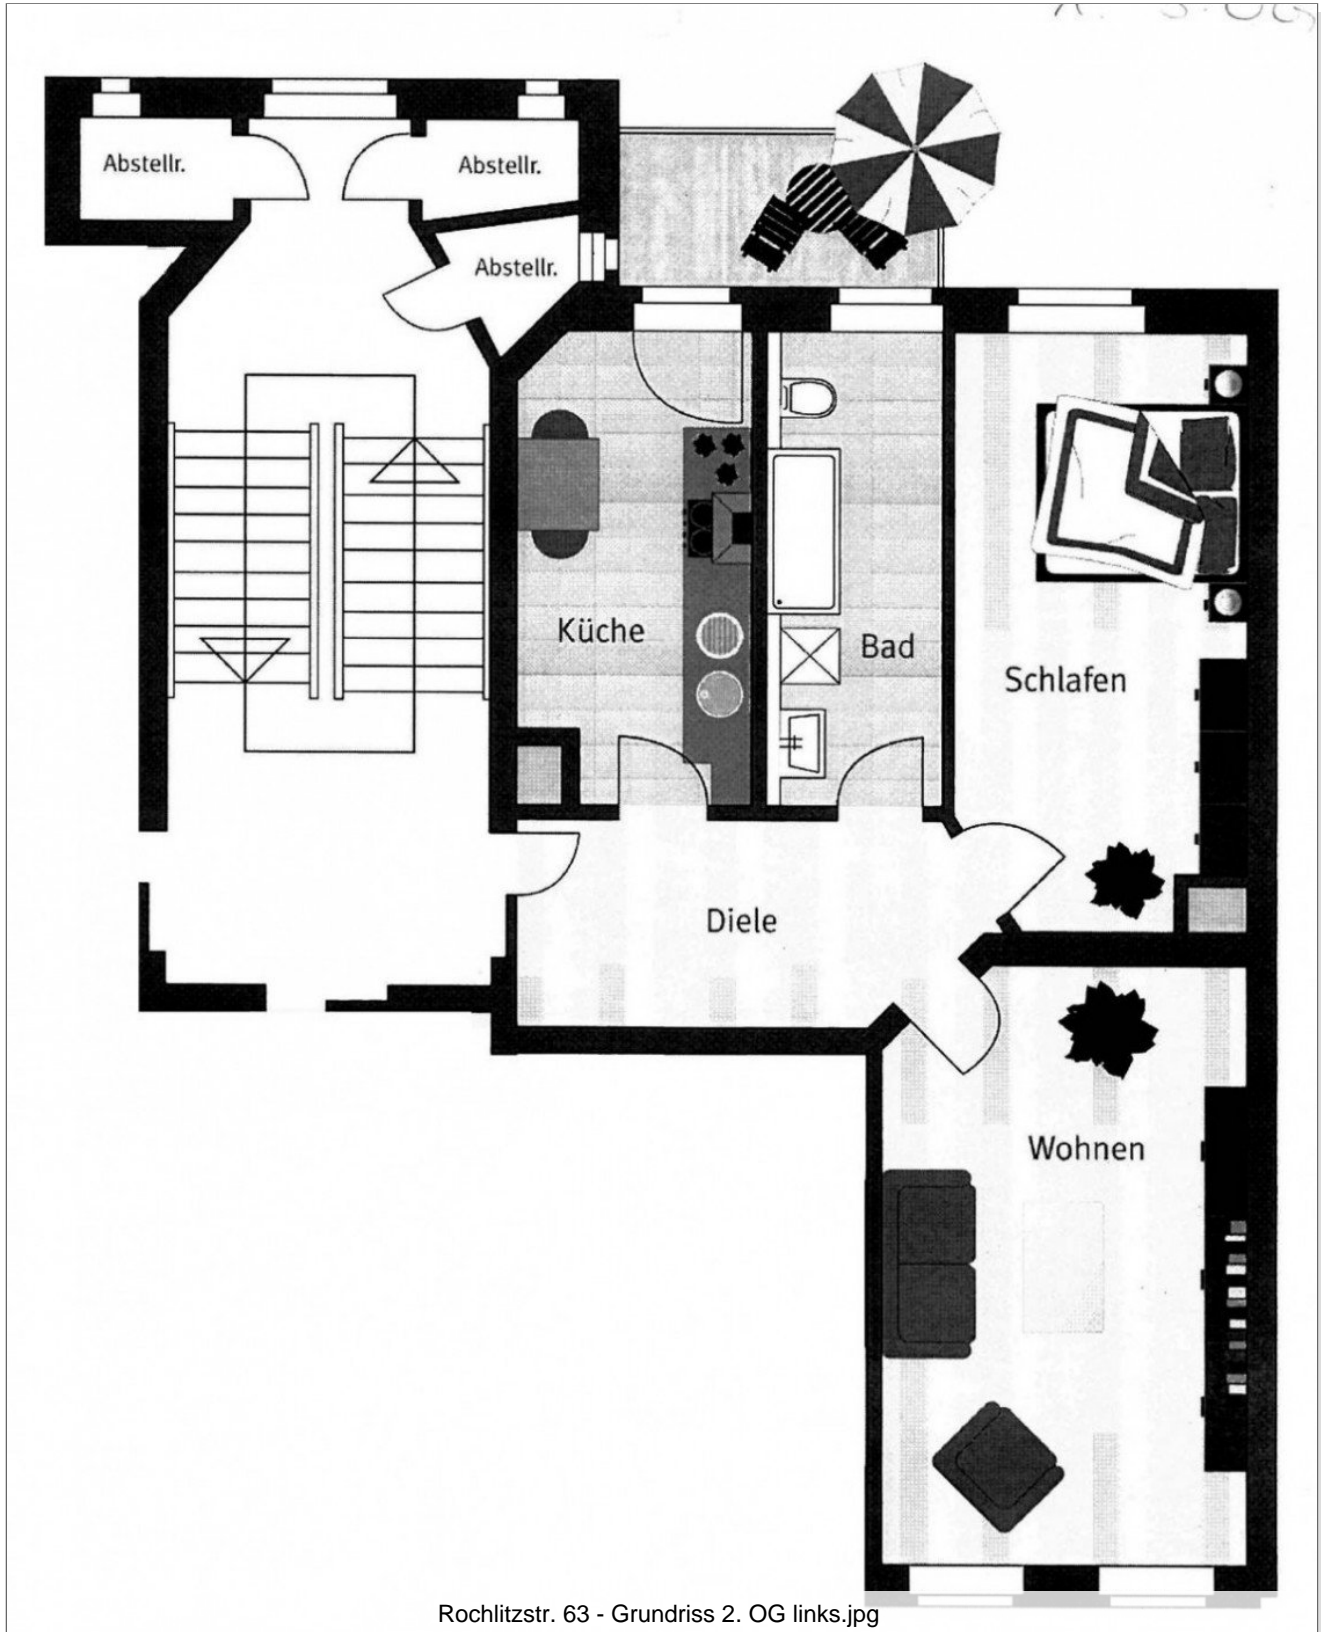 Abstellr.
Abstellr.
Abstellr.
Küche
Bad
Schlafen
Diele
Wohnen
Rochlitzstr. 63 - Grundriss 2. OG links.jpg